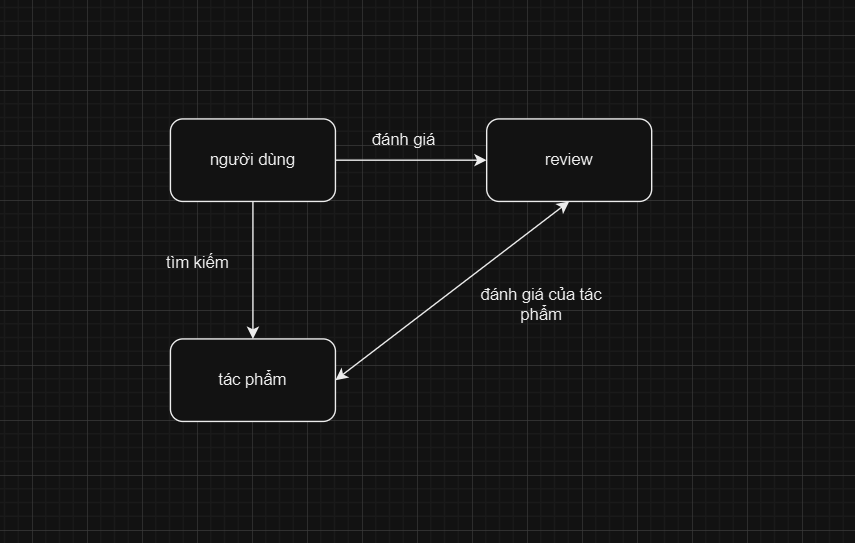 đánh giá
người dùng
review
tìm kiếm
đánh giá của tác
phẩm
tác phẩm